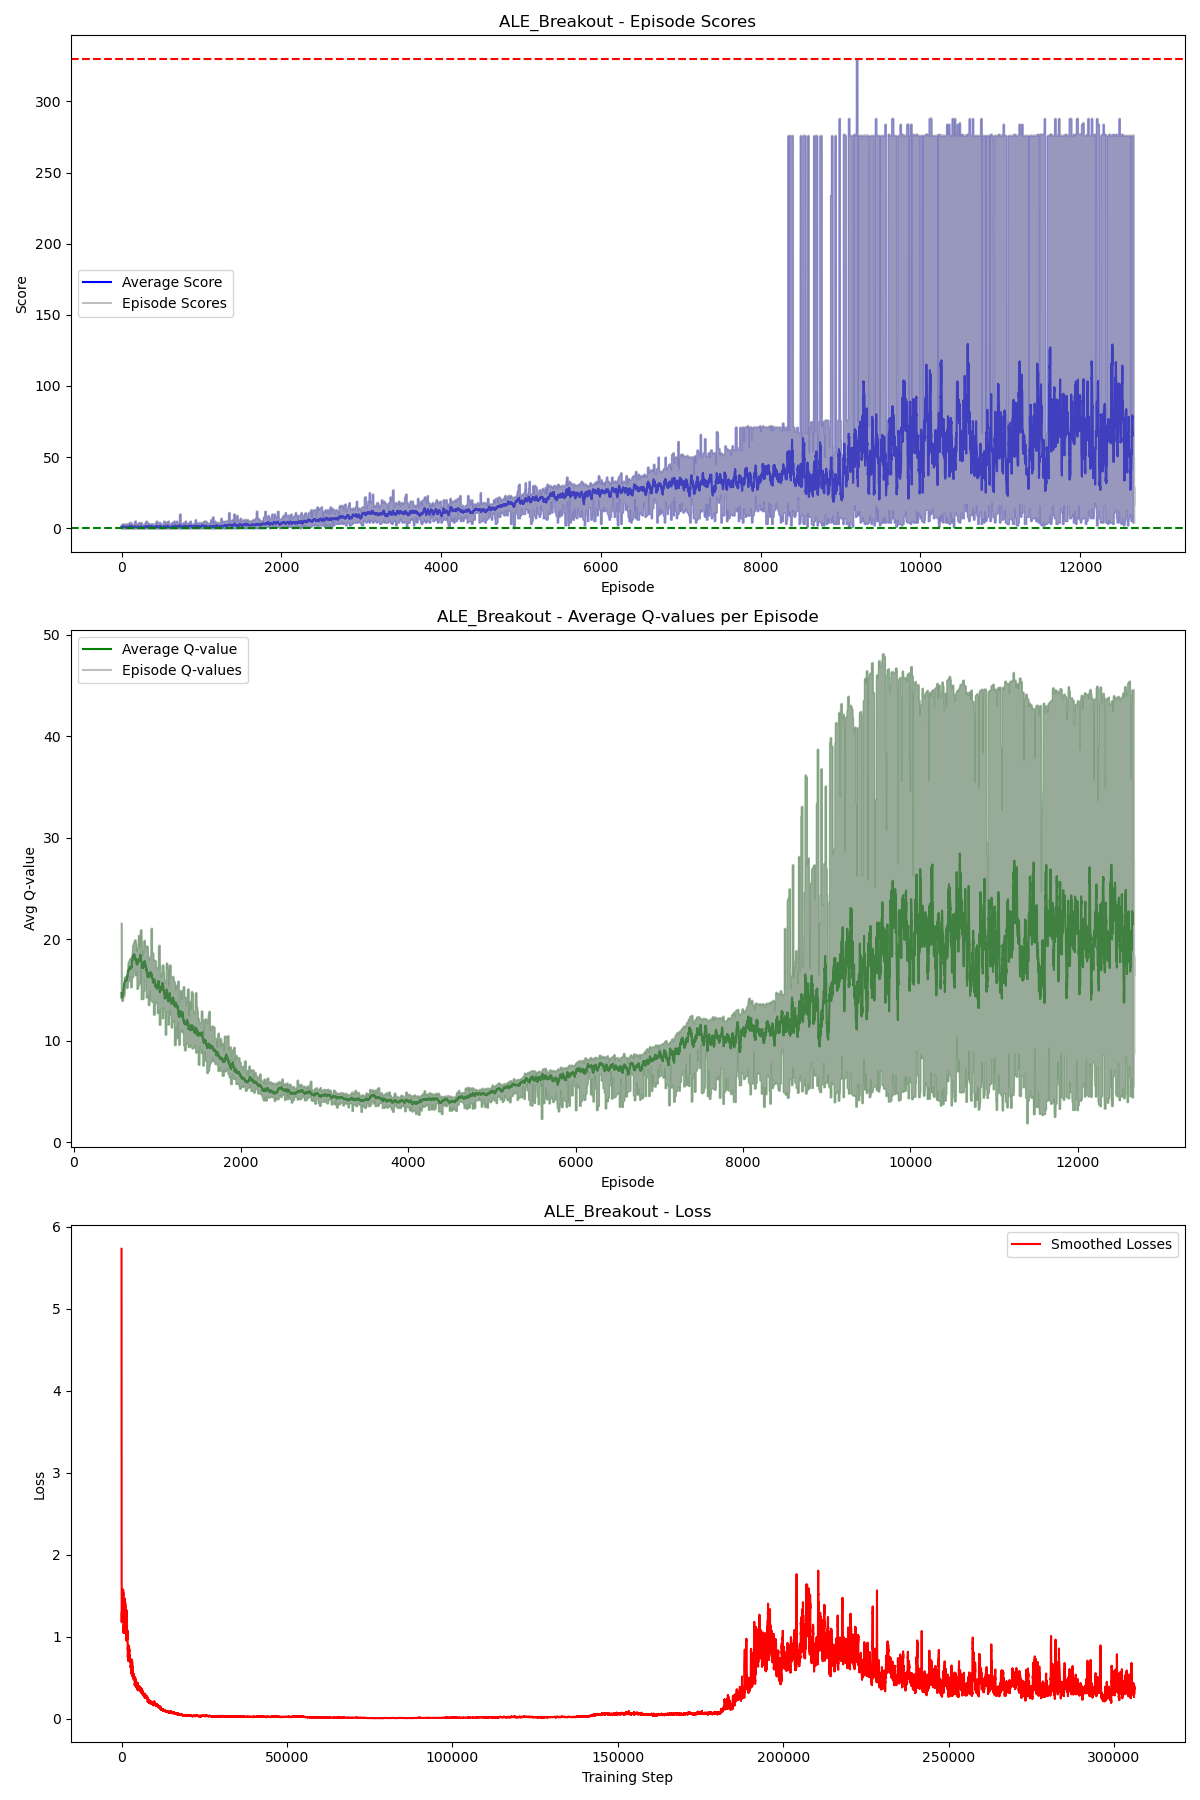 ALE_Breakout - Episode Scores
300
250
200
150
100
50
0
Score
Average Score
Episode Scores
0 2000 4000 6000 8000 10000 12000
Episode
ALE_Breakout - Average Q-values per Episode
50
40
30
20
10
0
Avg Q-value
Average Q-value
Episode Q-values
0 2000 4000 6000 8000 10000 12000
Episode
ALE_Breakout - Loss
6
5
4
3
2
1
0
Loss
Smoothed Losses
0 50000 100000 150000 200000 250000 300000
Training Step